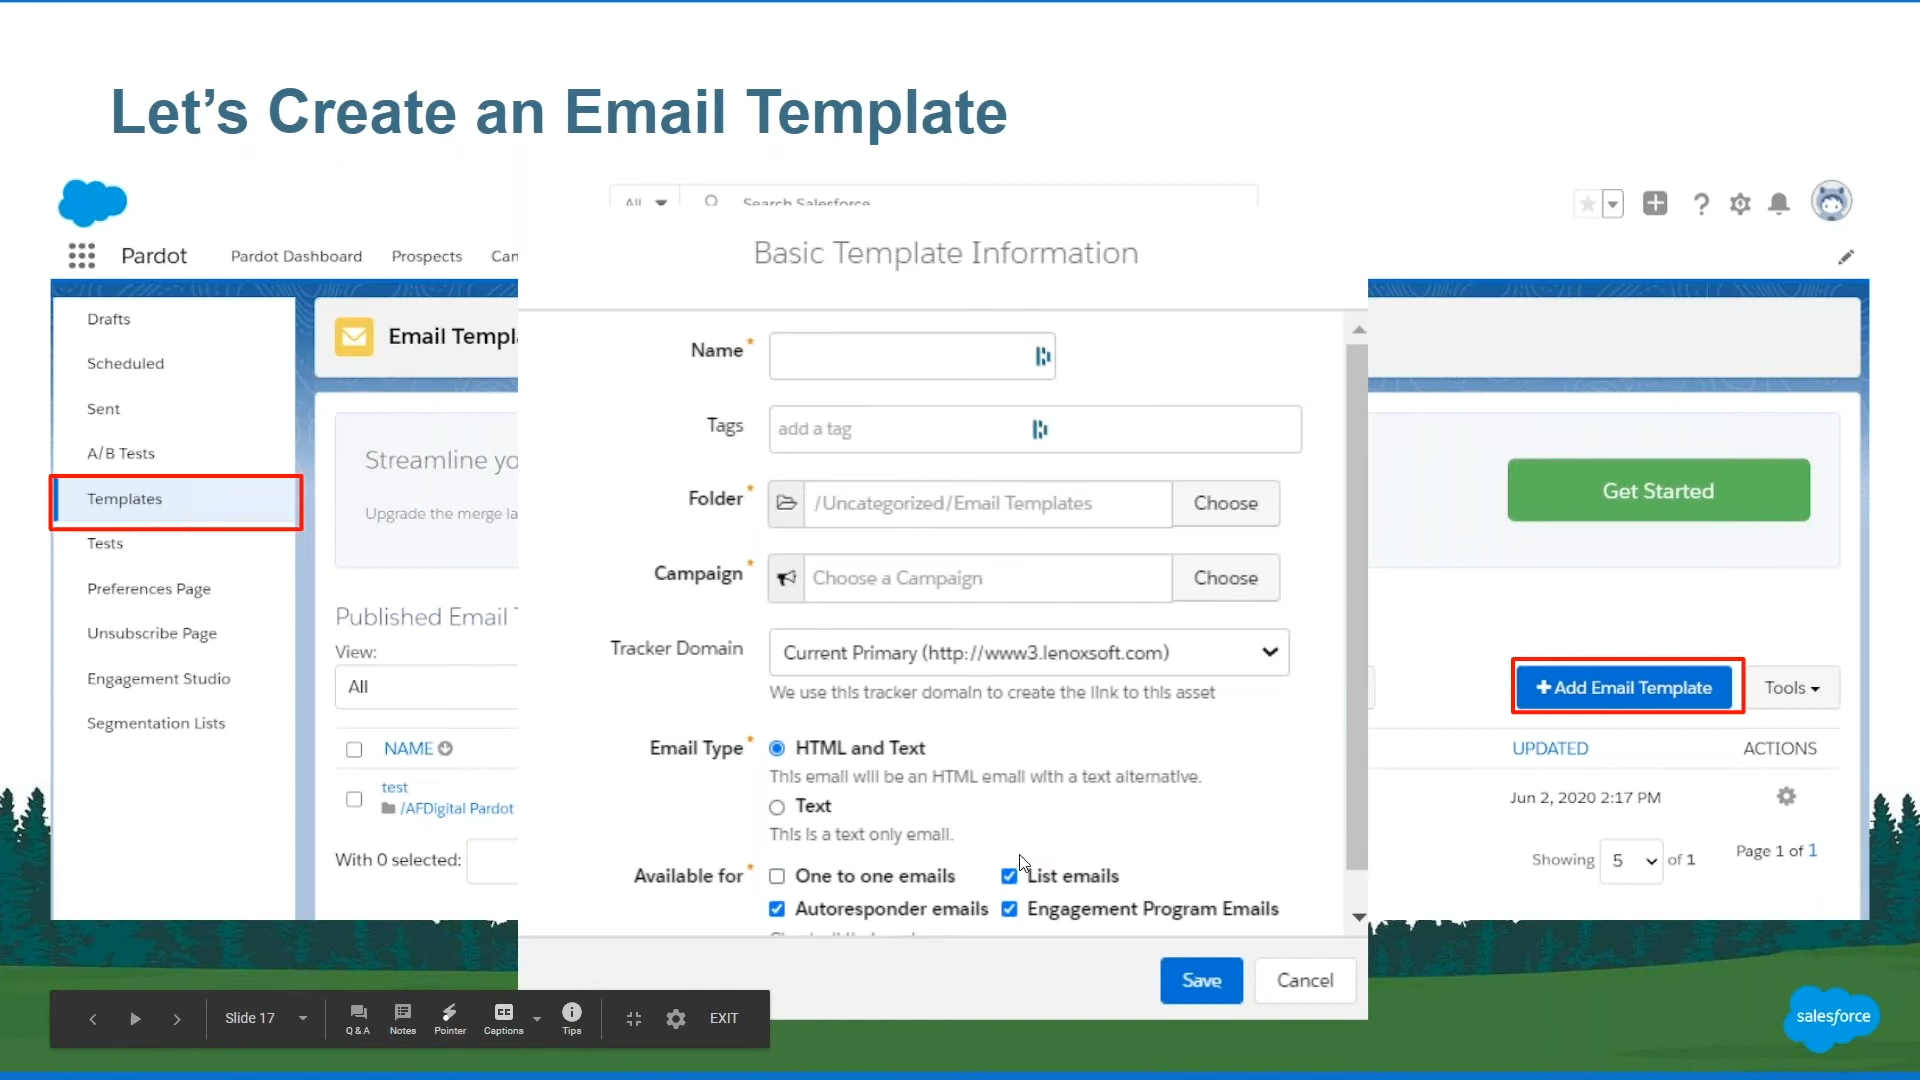 Let's Create an Email Template
All
Search Salesforce
Pardot
Pardot Dashboard
Prospects
Basic Template Information
Drafts
Scheduled
Sent
A/B Tests
Templates
Tests
Preferences Page
Unsubscribe Page
Engagement Studio
Segmentation Lists
Streamline
Upgrade the merge
Published Email
View:
All
NAME
test
/AFDigital Pardot
With 0 selected:
Name *
Tags
add a tag
Folder *
/Uncategorized/Email Templates
Choose
Campaign *
Choose a Campaign
Choose
Tracker Domain
Current Primary (http://www3.lenoxsoft.com)
We use this tracker domain to create the link to this asset
Email Type *
HTML and Text
This email will be an HTML email with a text alternative.
Text
This is a text only email.
Available for *
One to one emails
List emails
Autoresponder emails
Engagement Program Emails
Save
Cancel
Get Started
+Add Email Template
Tools
UPDATED
ACTIONS
Jun 2, 2020 2:17 PM
Showing 5 of 1
Page 1 of 1
Slide 17
Q & A
Notes
Pointer
CC
Captions
Tips
EXIT
salesforce